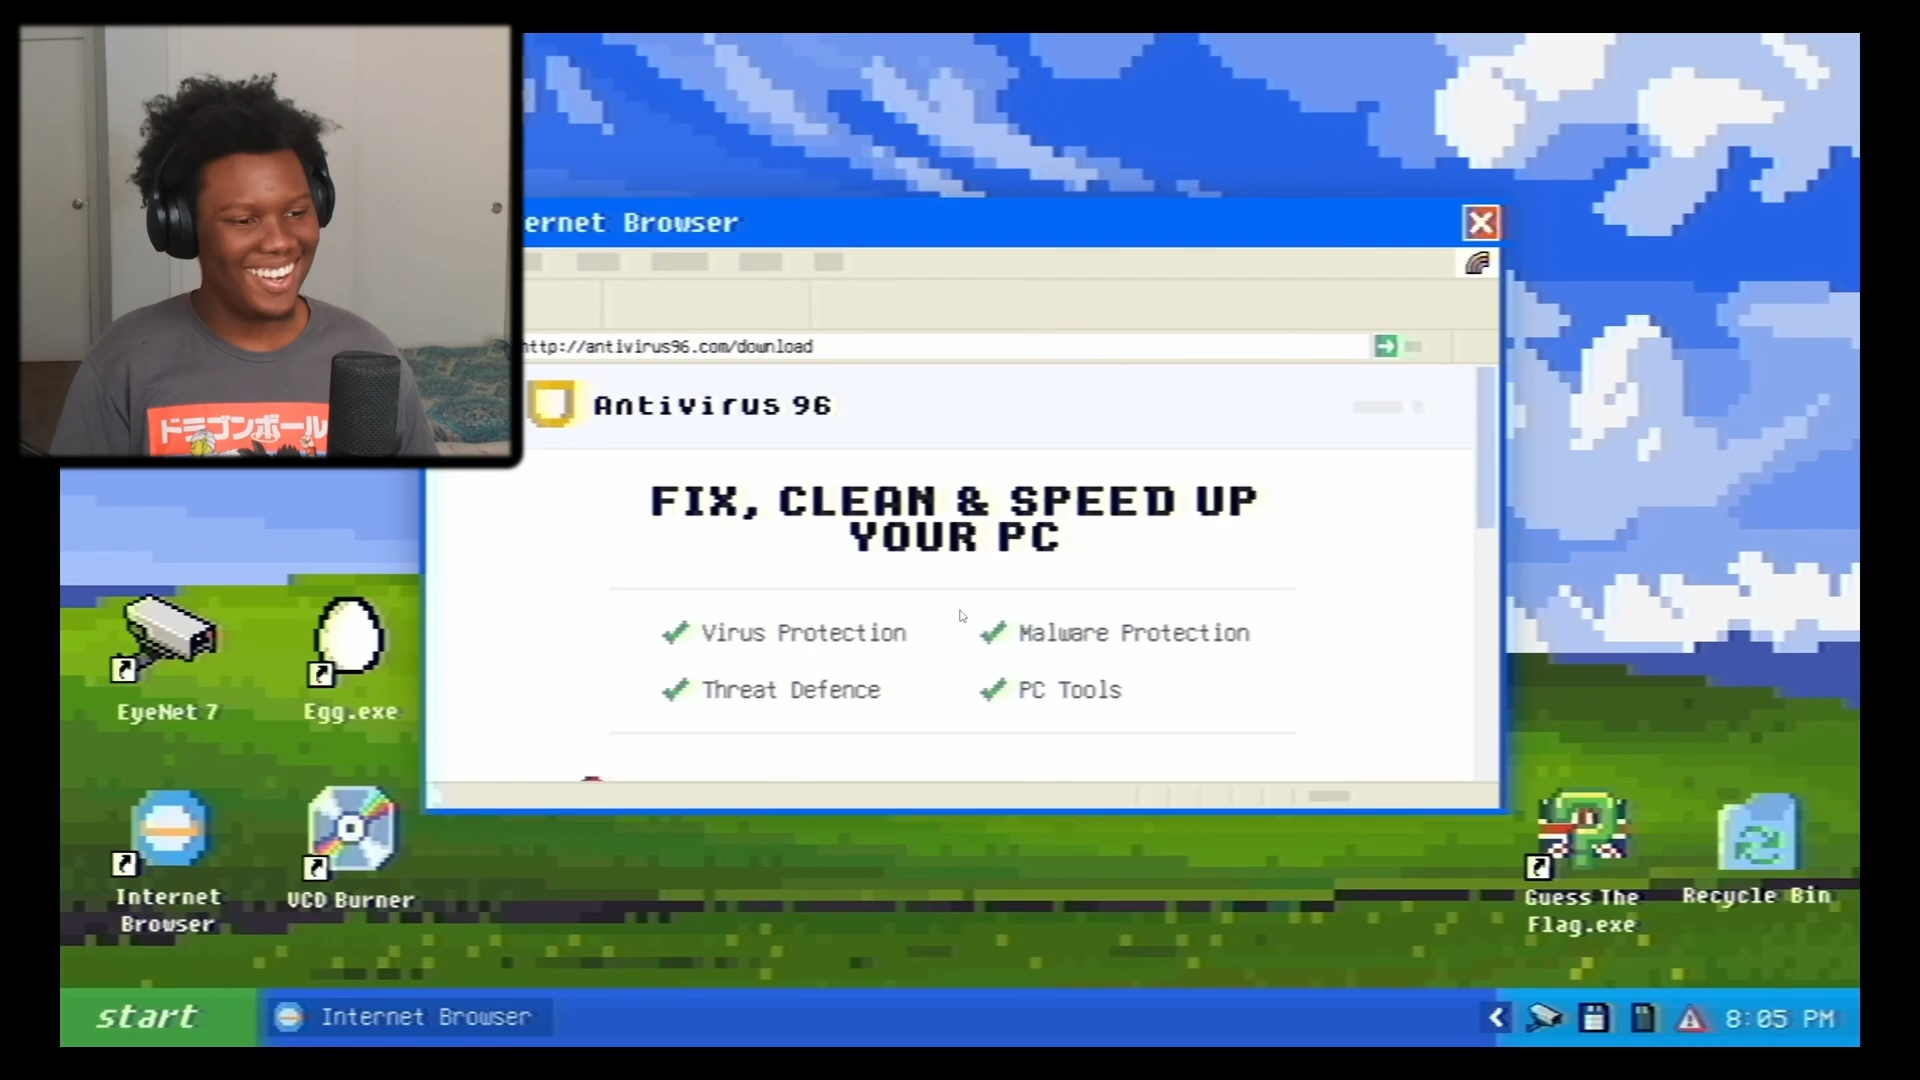 ドラゴンボール
ernet Browser
http://antivirus96.com/download
Antivirus 96
FIX, CLEAN & SPEED UP
YOUR PC
Virus Protection
Malware Protection
Threat Defence
PC Tools
EyeNet 7
Egg.exe
Internet
Browser
VCD Burner
Guess The
Flag.exe
Recycle Bin
start
Internet Browser
8:05 PM